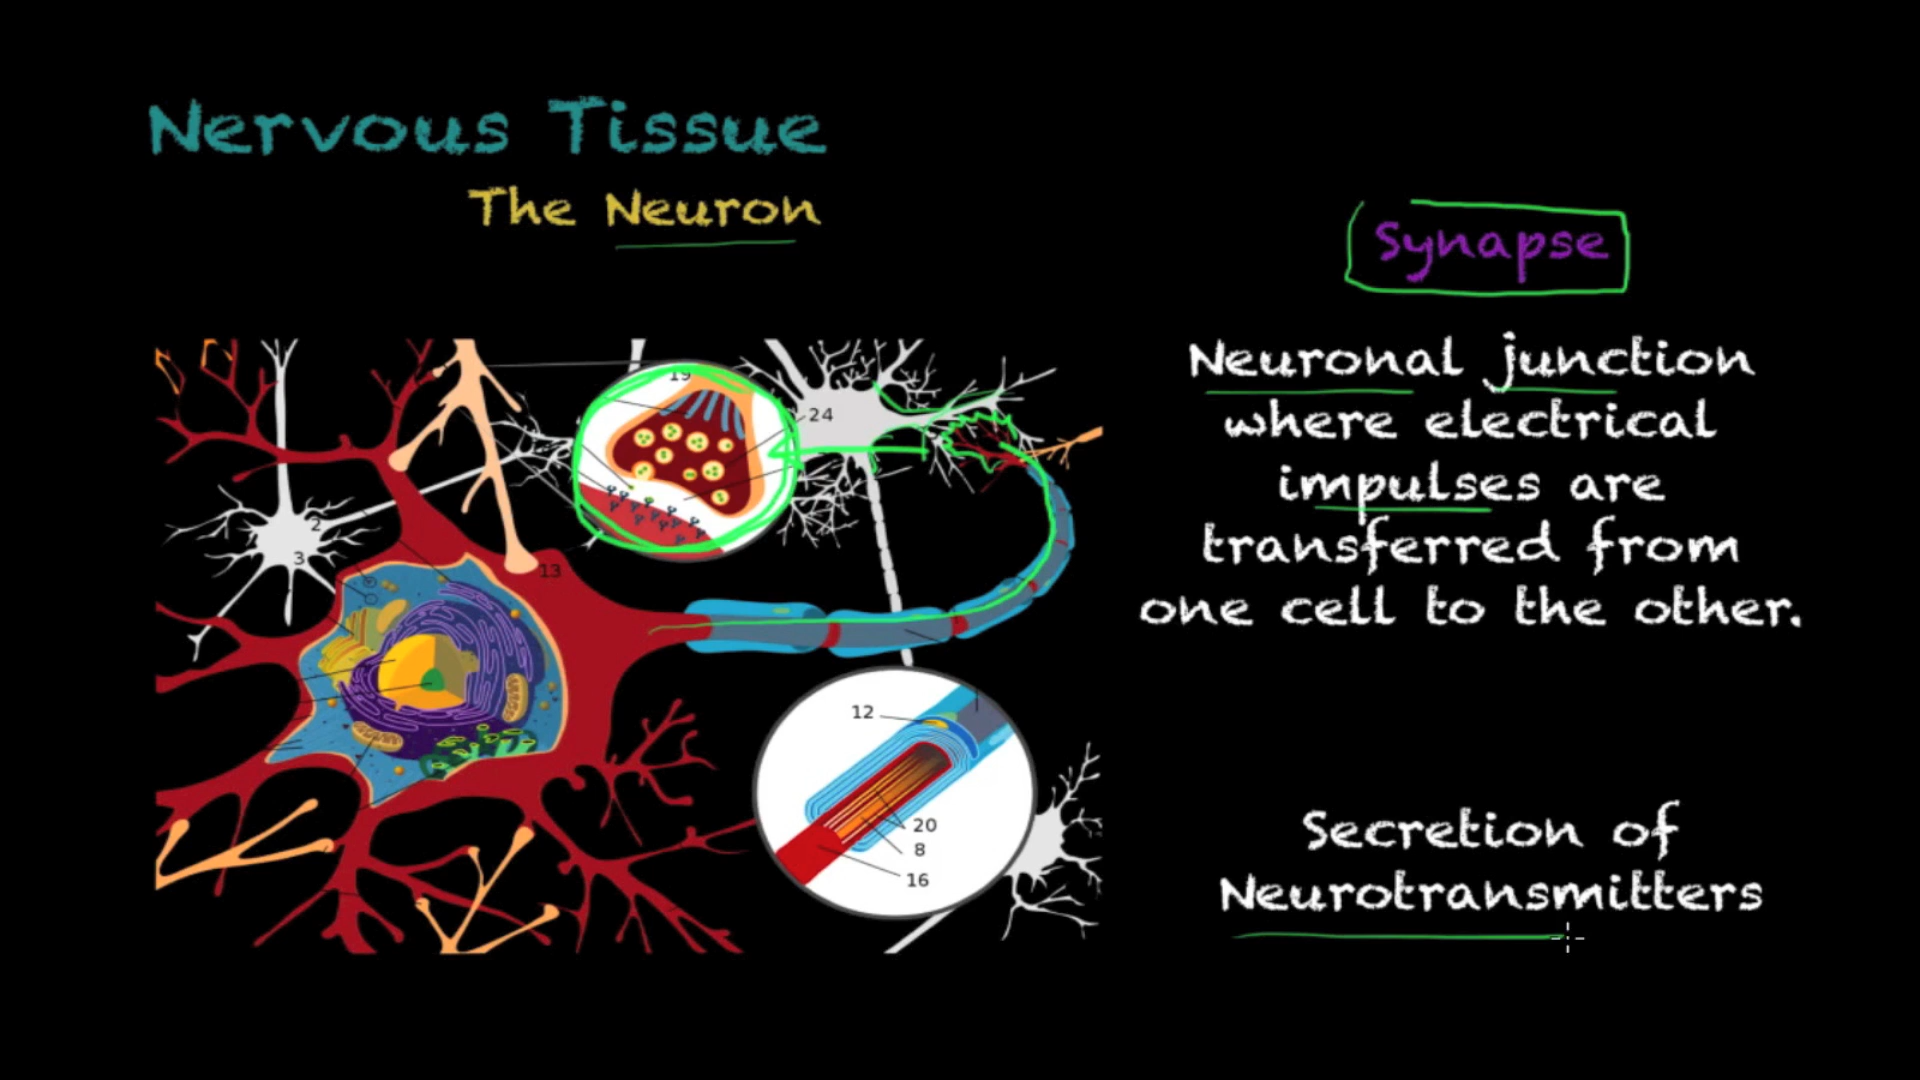 Nervous Tissue
The Neuron
Synapse
Neuronal junction
where electrical
impulses are
transferred from
one cell to the other.
Secretion of
Neurotransmitters
19
24
2
3
13
12
20
8
16